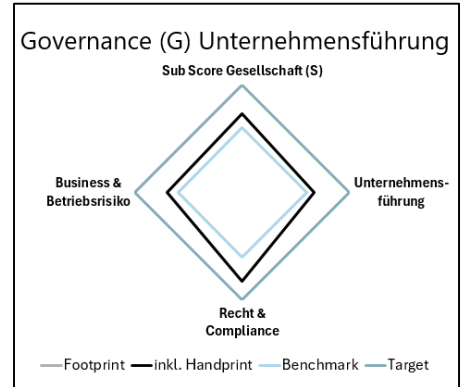 Governance (G) Unternehmensführung
Sub Score Gesellschaft (S)
Business &
Betriebsrisiko
Unternehmens-
führung
Recht &
Compliance
Footprint inkl. Handprint Benchmark Target